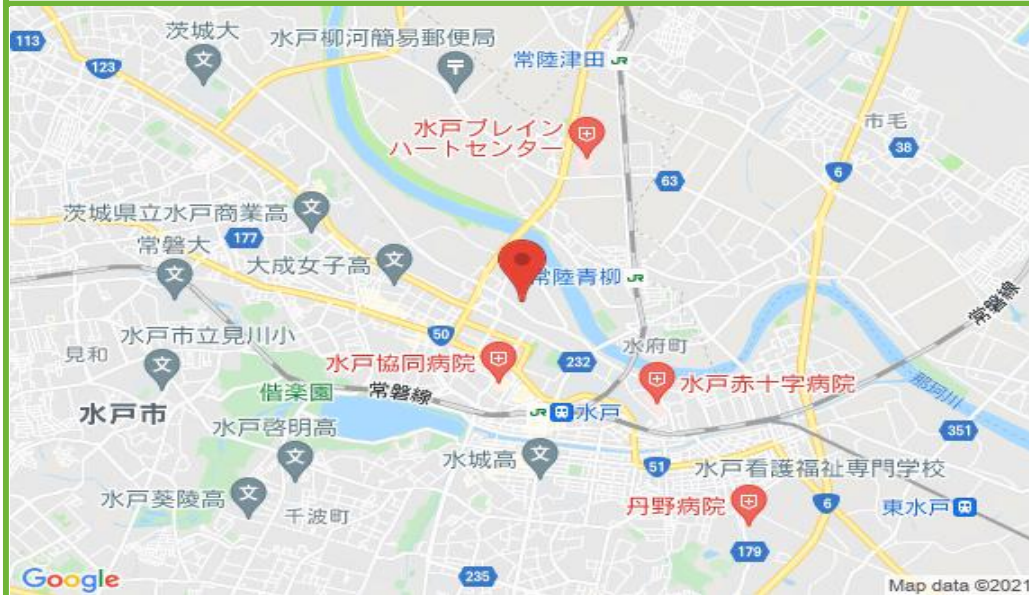 113
茨城大
水戸柳河簡易郵便局
123
常陸津田 JR
水戸ブレイン
ハートセンター
市毛
38
6
63
茨城県立水戸商業高
177
常磐大
大成女子高
常陸青柳 JR
水戸市立見川小
50
見和
水戸協同病院
232
水府町
常磐線
水戸赤十字病院
那珂川
偕楽園
常磐線
水戸市
JR 水戸
水戸啓明高
351
水城高
51
水戸看護福祉専門学校
水戸葵陵高
千波町
丹野病院
6
東水戸
179
235
Google
Map data ©2021